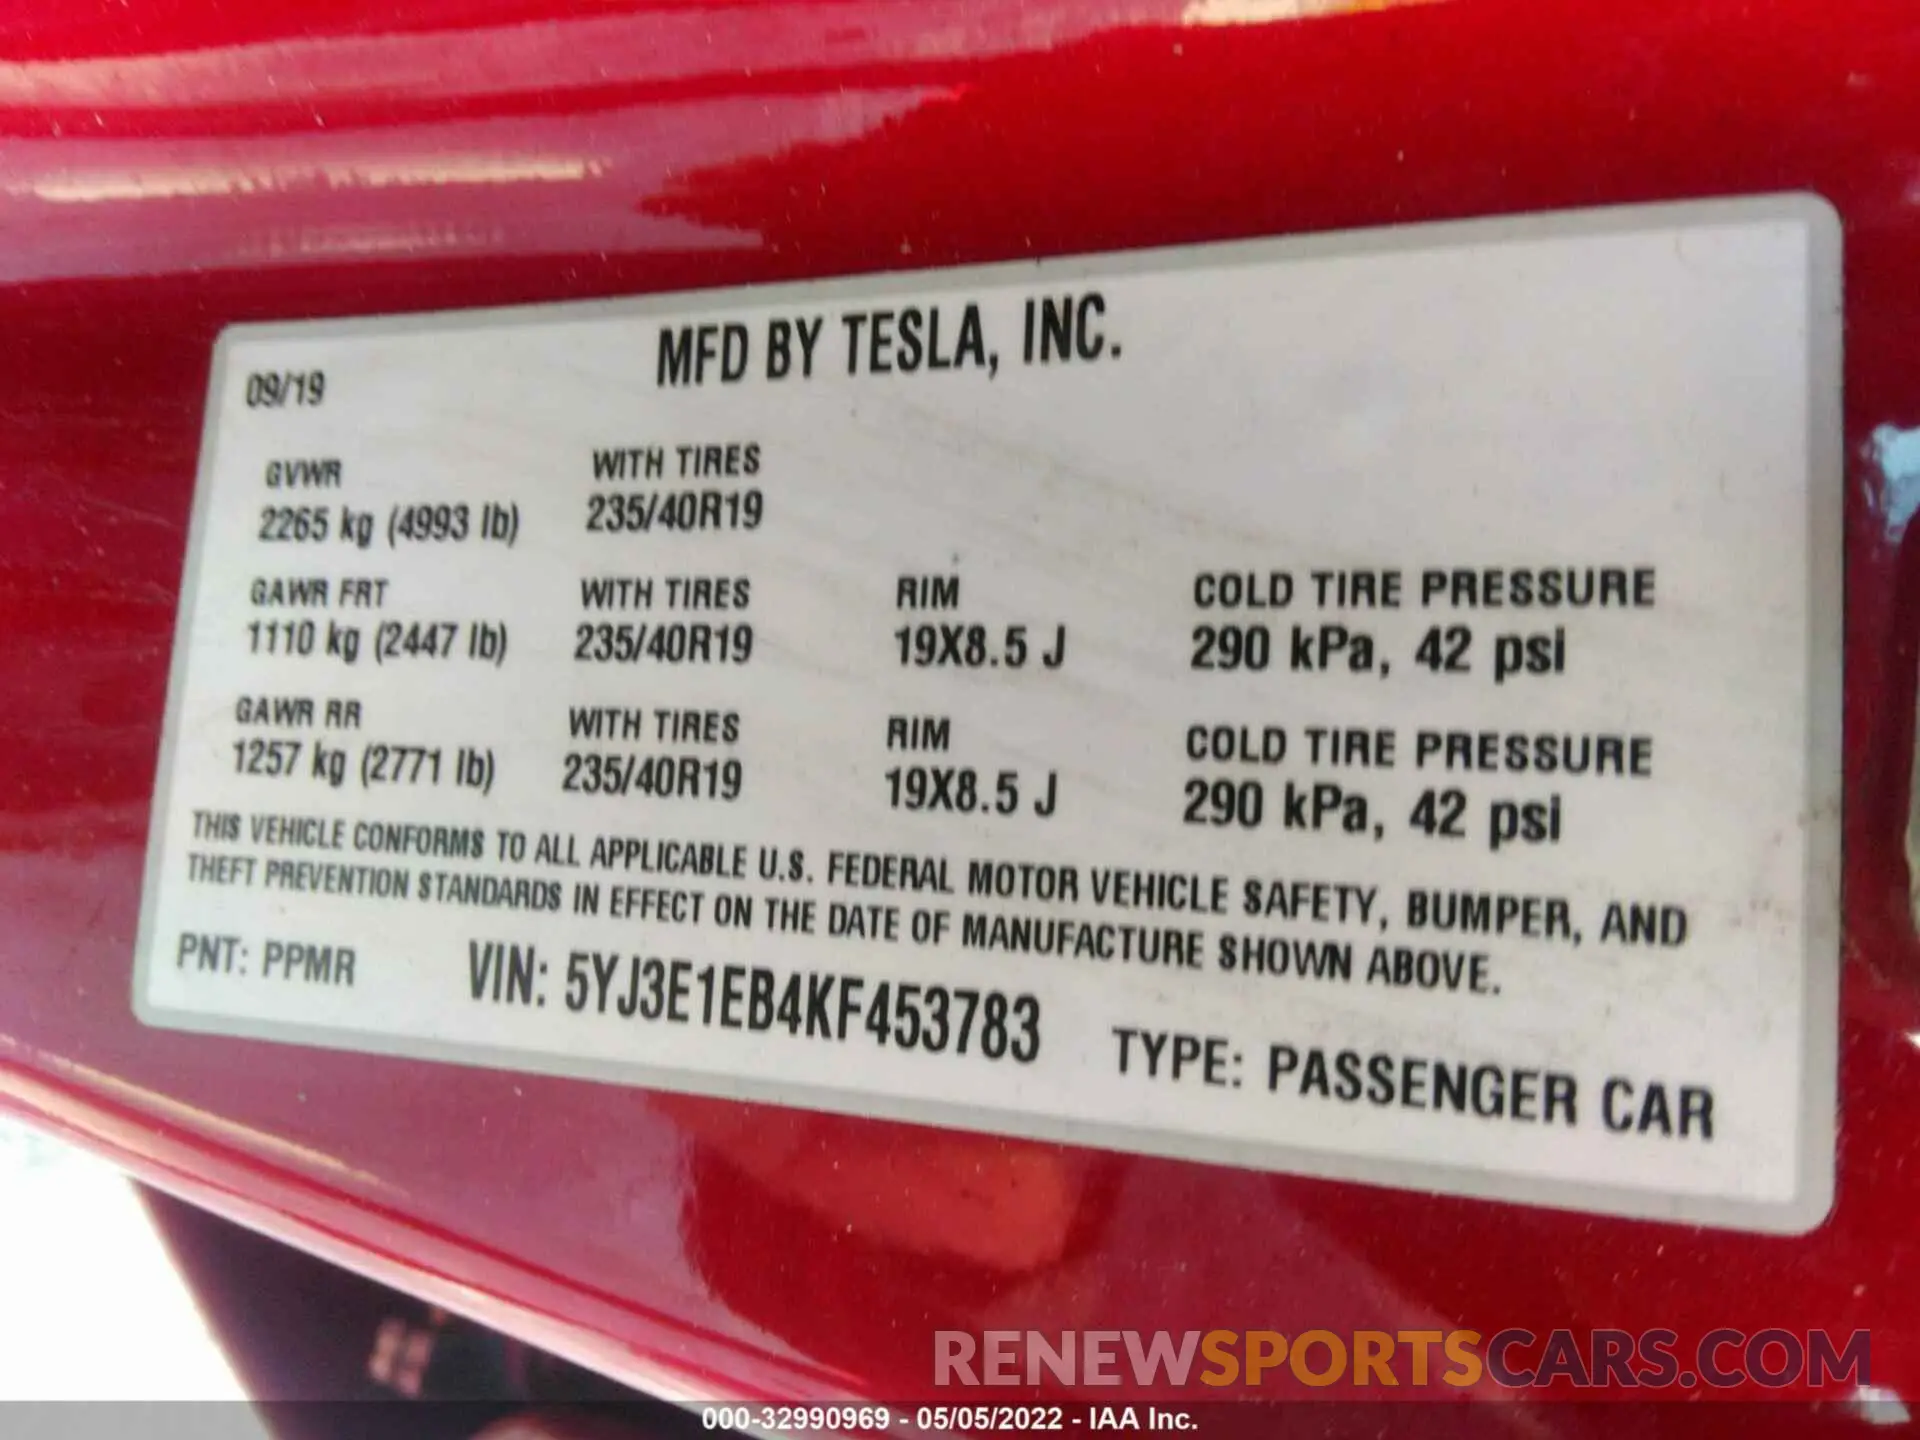 MFD BY TESLA, INC.
09/19
GVWR WITH TIRES
2265 kg (4993 lb) 235/40R19
GAWR FRT WITH TIRES RIM COLD TIRE PRESSURE
1110 kg (2447 lb) 235/40R19 19X8.5 J 290 kPa, 42 psi
GAWR RR WITH TIRES RIM COLD TIRE PRESSURE
1257 kg (2771 lb) 235/40R19 19X8.5 J 290 kPa, 42 psi
THIS VEHICLE CONFORMS TO ALL APPLICABLE U.S. FEDERAL MOTOR VEHICLE SAFETY, BUMPER, AND
THEFT PREVENTION STANDARDS IN EFFECT ON THE DATE OF MANUFACTURE SHOWN ABOVE.
PNT: PPMR VIN: 5YJ3E1EB4KF453783 TYPE: PASSENGER CAR
RENEWSPORTSCARS.COM
000-32990969 - 05/05/2022 - IAA Inc.